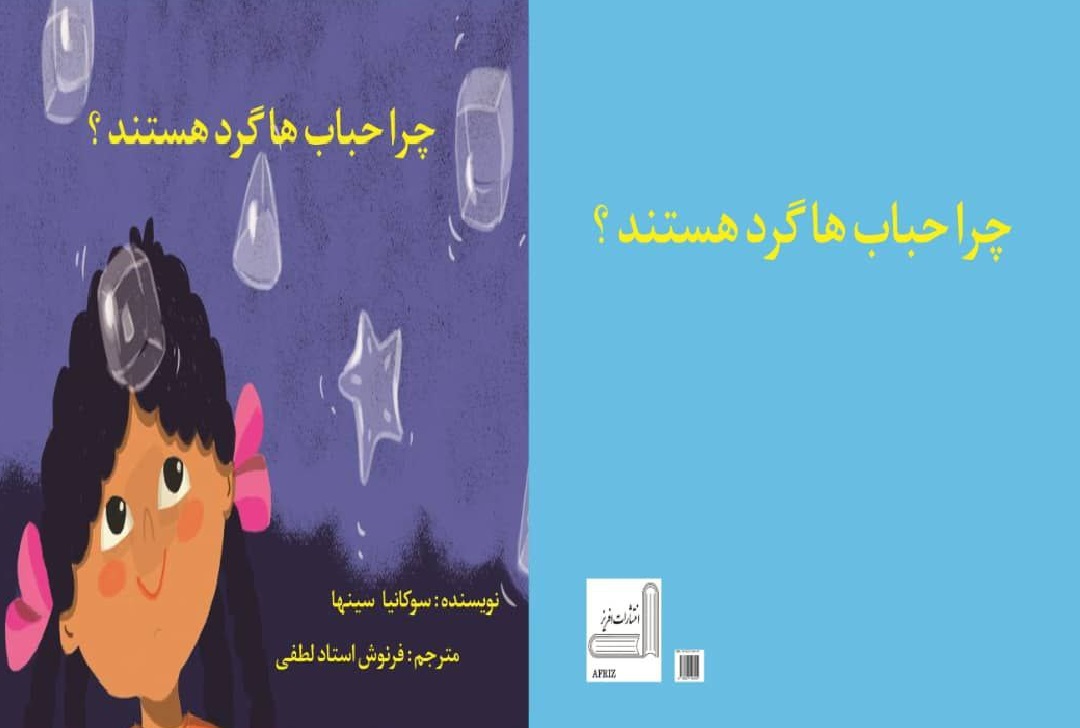 چرا حباب ها گرد هستند ؟
نویسنده : سوکانیا سینها
مترجم : فرنوش استاد لطفی
چرا حباب ها گرد هستند ؟
انتشارات افریز
AFRIZ